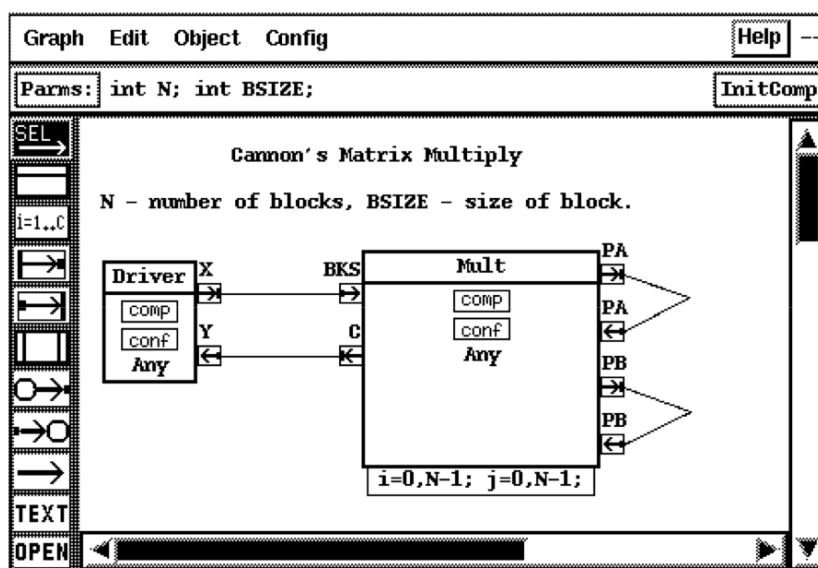 Graph Edit Object Config Help
Parms: int N; int BSIZE; InitComp
SEL
Cannon's Matrix Multiply
N - number of blocks, BSIZE - size of block.
i=1..C
Driver X BKS Mult PA
comp comp
conf Y C conf PA
Any Any
PB
PB
i=0,N-1; j=0,N-1;
TEXT
OPEN